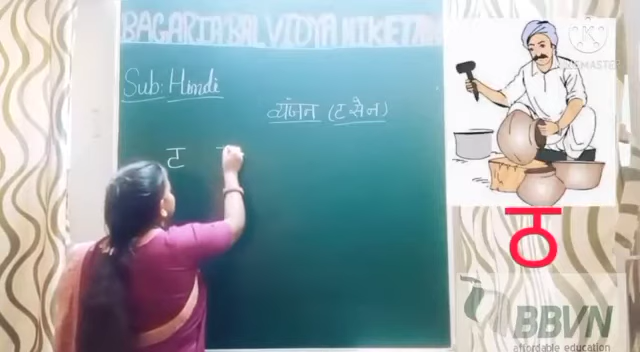 BAGARIA BAL VIDYA NIKETAN
Sub: Hindi
व्यंजन (ट से न)
ट
ठ
BBVN
affordable education